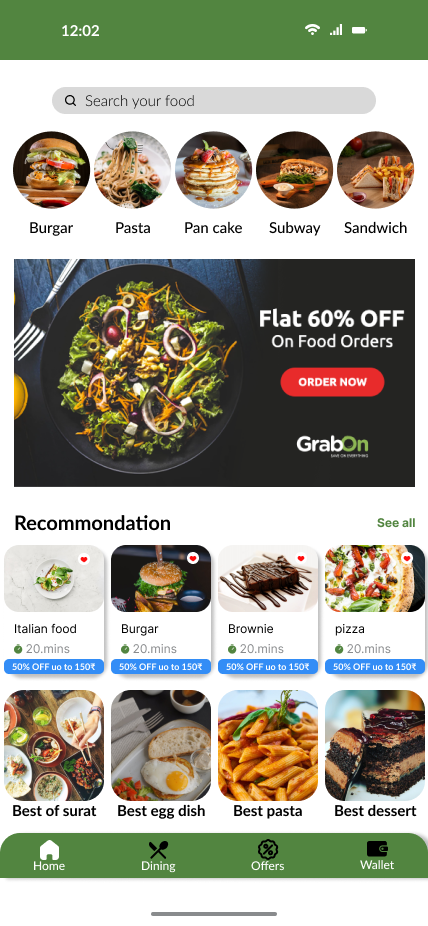 12:02
Search your food
Burgar Pasta Pan cake Subway Sandwich
Flat 60% OFF
On Food Orders
ORDER NOW
GrabOn
SAVE ON EVERYTHING
Recommondation See all
Italian food Burgar Brownie pizza
20.mins 20.mins 20.mins 20.mins
50% OFF uo to 150₹ 50% OFF uo to 150₹ 50% OFF uo to 150₹ 50% OFF uo to 150₹
Best of surat Best egg dish Best pasta Best dessert
Home Dining Offers Wallet